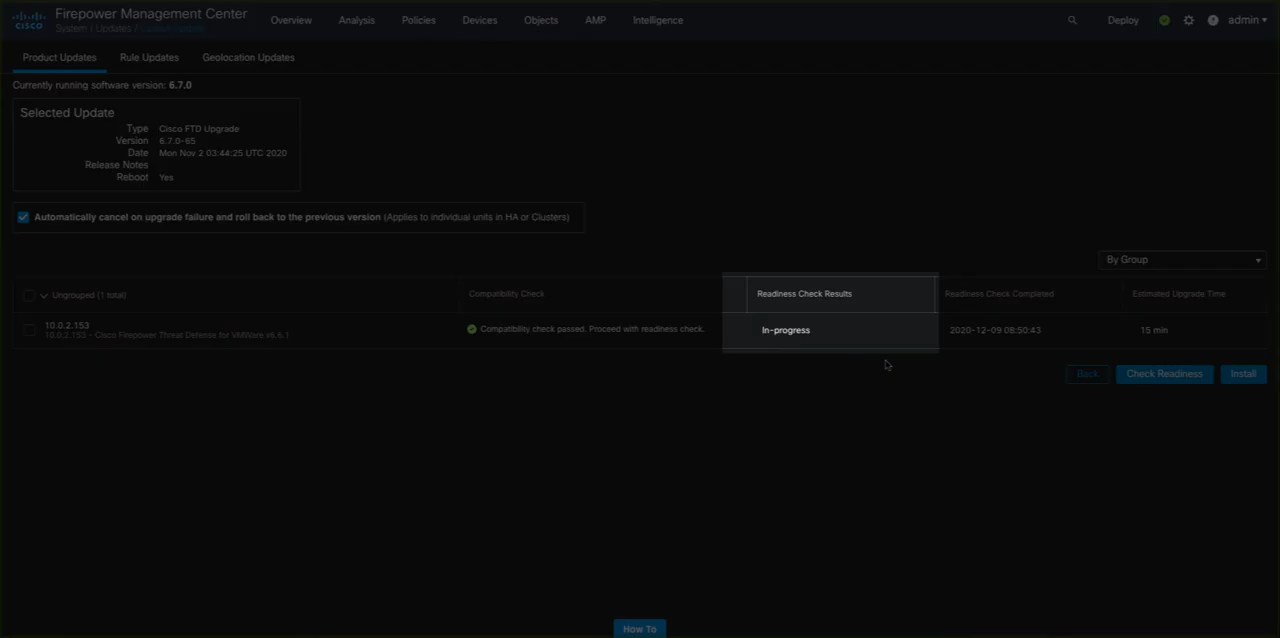 Firepower Management Center
System / Updates /
Overview Analysis Policies Devices Objects AMP Intelligence Deploy admin
CISCO
Product Updates Rule Updates Geolocation Updates
Currently running software version: 6.7.0
Selected Update
Type Cisco FTD Upgrade
Version 6.7.0-65
Date Mon Nov 2 03:44:25 UTC 2020
Release Notes
Reboot Yes
Automatically cancel on upgrade failure and roll back to the previous version (Applies to individual units in HA or Clusters)
By Group
Ungrouped (1 total) Compatibility Check Readiness Check Results Readiness Check Completed Estimated Upgrade Time
10.0.2.153
10.0.2.153 - Cisco Firepower Threat Defense for VMWare v6.6.1
Compatibility check passed. Proceed with readiness check. In-progress 2020-12-09 08:50:43 15 min
Back Check Readiness Install
How To